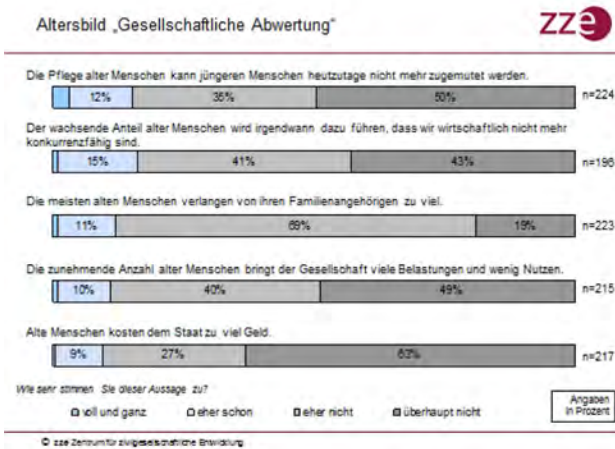 Altersbild „Gesellschaftliche Abwertung"
zze
Die Pflege alter Menschen kann jüngeren Menschen heutzutage nicht mehr zugemutet werden.
12% 35% 50% n=224
Der wachsende Anteil alter Menschen wird irgendwann dazu führen, dass wir wirtschaftlich nicht mehr
konkurrenzfähig sind.
15% 41% 43% n=196
Die meisten alten Menschen verlangen von ihren Familienangehörigen zu viel.
11% 69% 19% n=223
Die zunehmende Anzahl alter Menschen bringt der Gesellschaft viele Belastungen und wenig Nutzen.
10% 40% 49% n=215
Alte Menschen kosten dem Staat zu viel Geld.
9% 27% 63% n=217
Wie sehr stimmen Sie dieser Aussage zu?
voll und ganz eher schon eher nicht überhaupt nicht
Angaben
in Prozent
© zze Zentrum für zivilgesellschaftliche Entwicklung